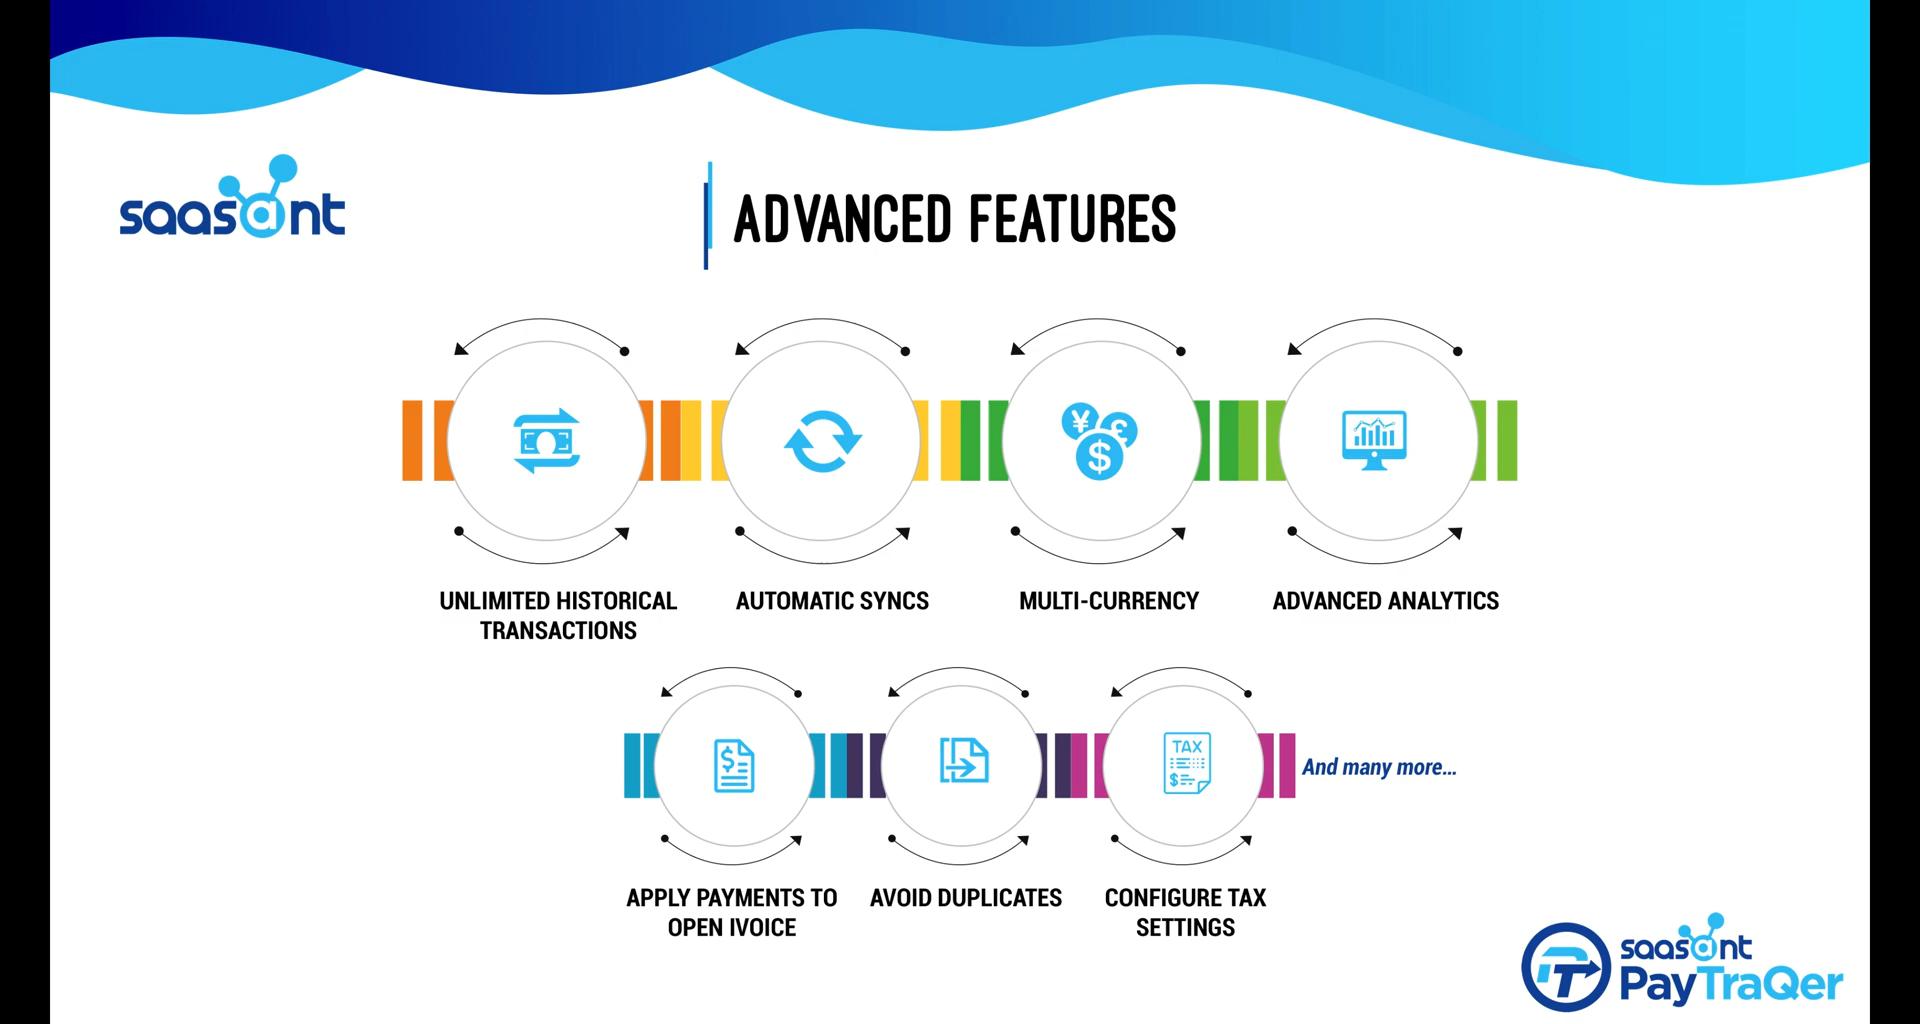 saasant
ADVANCED FEATURES
¥ £ $
UNLIMITED HISTORICAL
TRANSACTIONS
AUTOMATIC SYNCS
MULTI-CURRENCY
ADVANCED ANALYTICS
$
TAX
$
And many more...
APPLY PAYMENTS TO
OPEN IVOICE
AVOID DUPLICATES
CONFIGURE TAX
SETTINGS
PT
saasant
PayTraQer